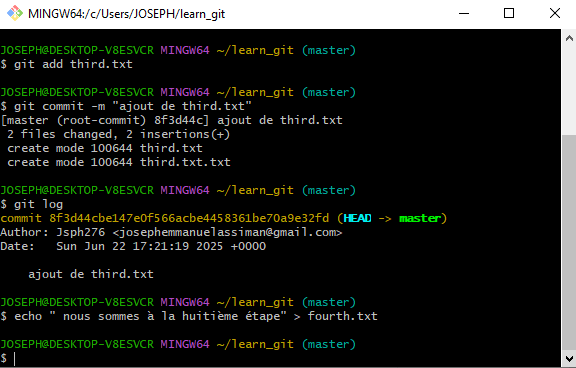 MINGW64:/c/Users/JOSEPH/learn_git
JOSEPH@DESKTOP-V8ESVCR MINGW64 ~/learn_git (master)
$ git add third.txt
JOSEPH@DESKTOP-V8ESVCR MINGW64 ~/learn_git (master)
$ git commit -m "ajout de third.txt"
[master (root-commit) 8f3d44c] ajout de third.txt
 2 files changed, 2 insertions(+)
 create mode 100644 third.txt
 create mode 100644 third.txt.txt
JOSEPH@DESKTOP-V8ESVCR MINGW64 ~/learn_git (master)
$ git log
commit 8f3d44cbe147e0f566acbe4458361be70a9e32fd (HEAD -> master)
Author: Jsph276 <josephemmanuelassiman@gmail.com>
Date:   Sun Jun 22 17:21:19 2025 +0000
    ajout de third.txt
JOSEPH@DESKTOP-V8ESVCR MINGW64 ~/learn_git (master)
$ echo " nous sommes à la huitième étape" > fourth.txt
JOSEPH@DESKTOP-V8ESVCR MINGW64 ~/learn_git (master)
$